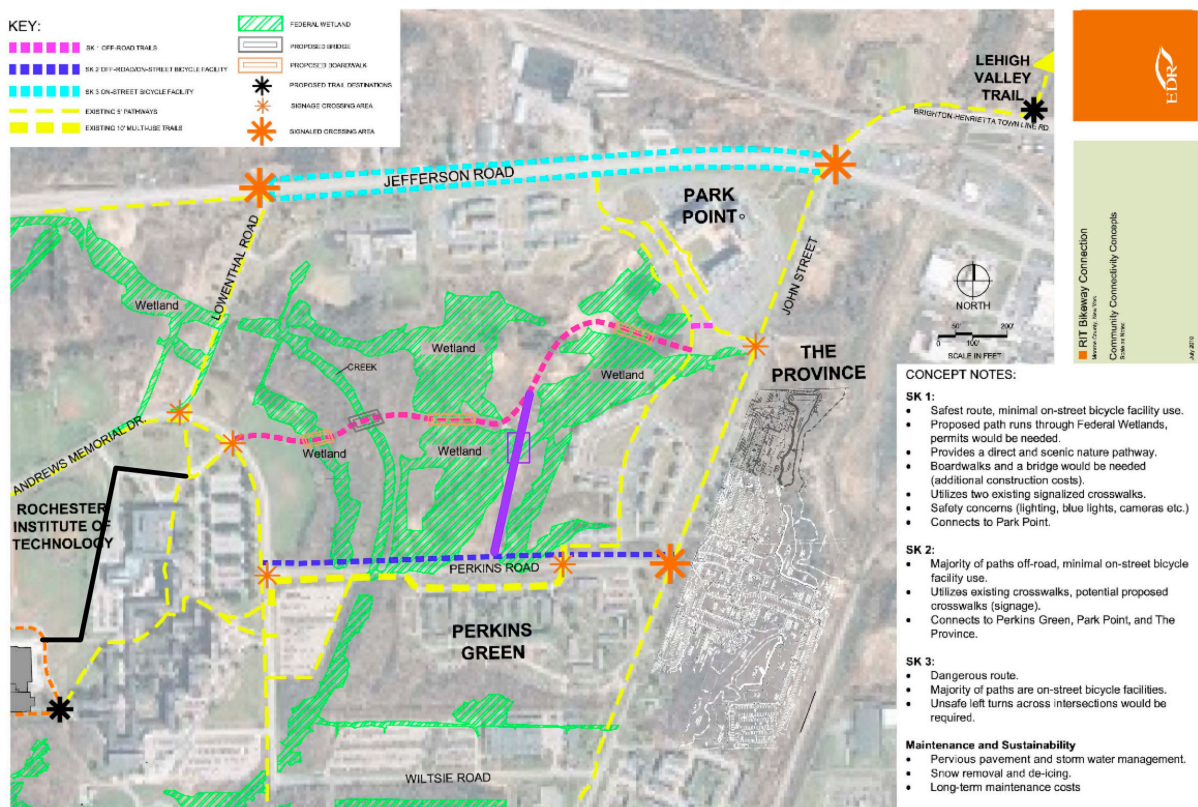 KEY:
SK 1 OFF-ROAD TRAILS
SK 2 OFF-ROAD/ON-STREET BICYCLE FACILITY
SK 3 ON-STREET BICYCLE FACILITY
EXISTING 5' PATHWAYS
EXISTING 10' MULTI-USE TRAILS
FEDERAL WETLAND
PROPOSED BRIDGE
PROPOSED BOARDWALK
PROPOSED TRAIL DESTINATIONS
SIGNAGE CROSSING AREA
SIGNALED CROSSING AREA
LEHIGH
VALLEY
TRAIL
BRIGHTON-HENRIETTA TOWN LINE RD
JEFFERSON ROAD
PARK
POINT
LOWENTHAL ROAD
JOHN STREET
Wetland
Wetland
Wetland
CREEK
Wetland
Wetland
THE
PROVINCE
NORTH
50' 200'
0 100'
SCALE IN FEET
ANDREWS MEMORIAL DR
ROCHESTER
INSTITUTE OF
TECHNOLOGY
PERKINS ROAD
PERKINS
GREEN
WILTSIE ROAD
EDR
RIT Bikeway Connection
Monroe County, New York
Community Connectivity Concepts
July 2010
CONCEPT NOTES:
SK 1:
• Safest route, minimal on-street bicycle facility use.
• Proposed path runs through Federal Wetlands,
permits would be needed.
• Provides a direct and scenic nature pathway.
• Boardwalks and a bridge would be needed
(additional construction costs).
• Utilizes two existing signalized crosswalks.
• Safety concerns (lighting, blue lights, cameras etc.)
• Connects to Park Point.
SK 2:
• Majority of paths off-road, minimal on-street bicycle
facility use.
• Utilizes existing crosswalks, potential proposed
crosswalks (signage).
• Connects to Perkins Green, Park Point, and The
Province.
SK 3:
• Dangerous route.
• Majority of paths are on-street bicycle facilities.
• Unsafe left turns across intersections would be
required.
Maintenance and Sustainability
• Pervious pavement and storm water management.
• Snow removal and de-icing.
• Long-term maintenance costs